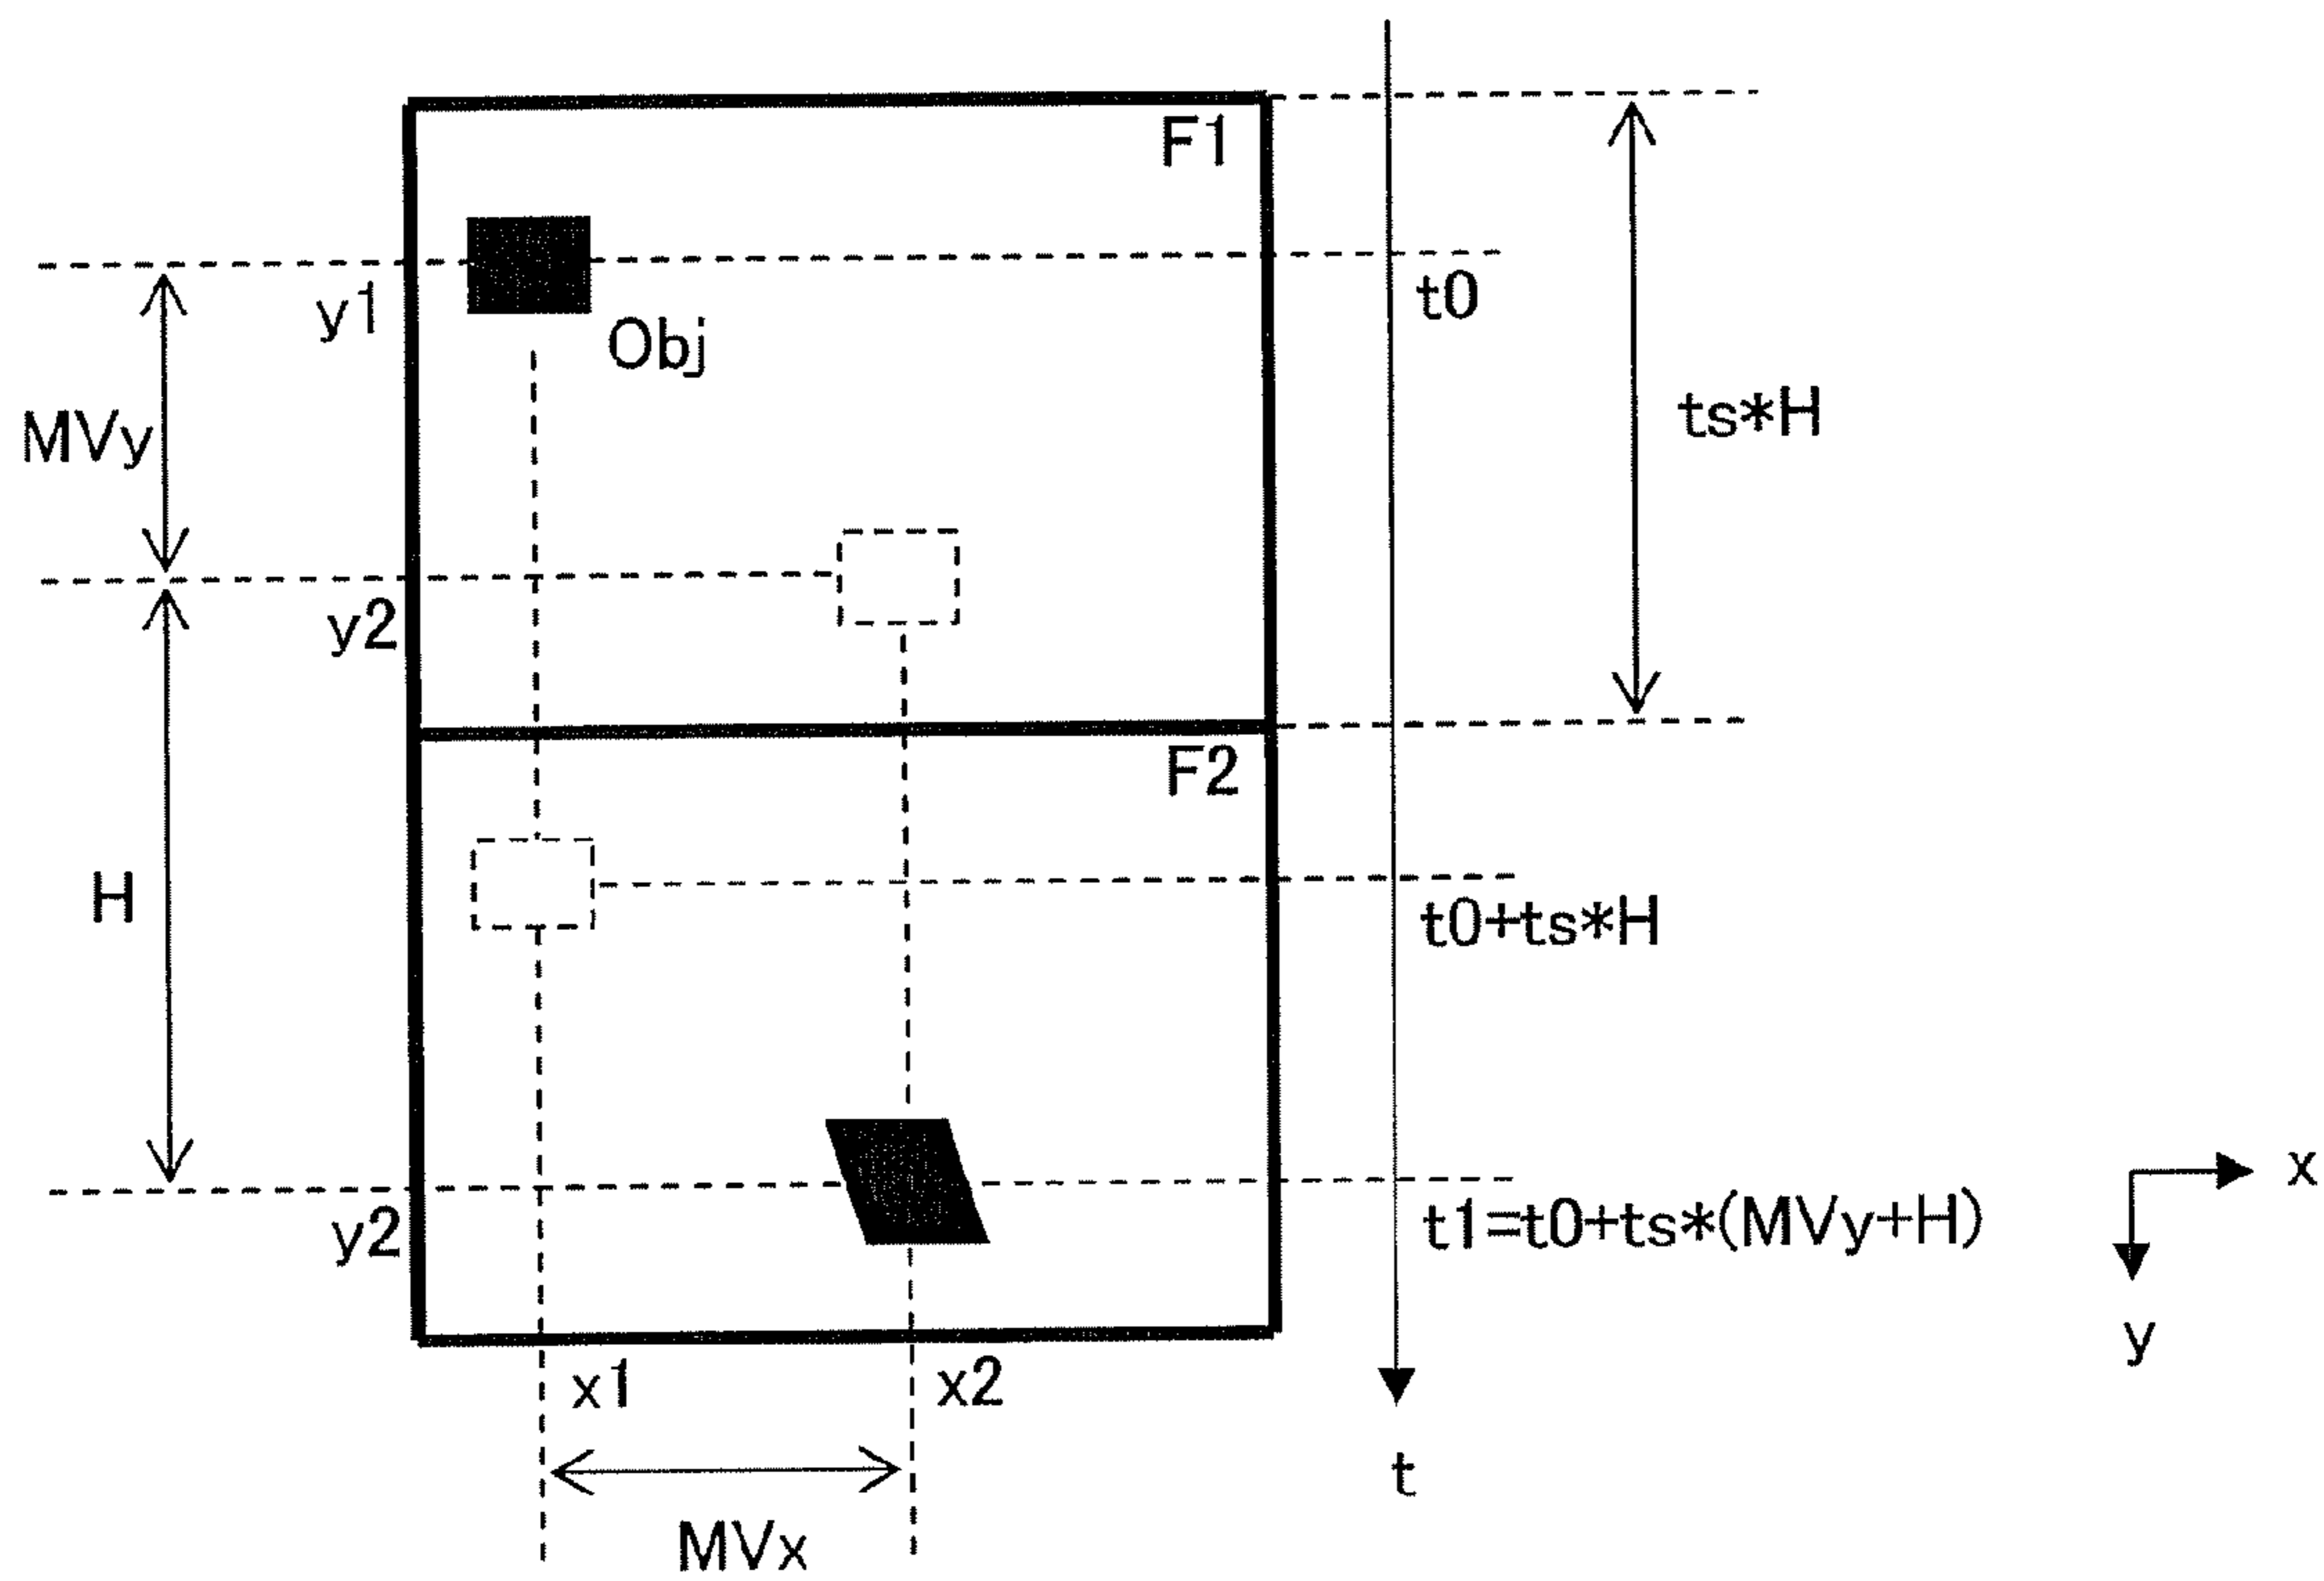 F1
y1
t0
Obj
MVy
ts*H
y2
F2
H
t0+ts*H
x
y2
t1=t0+ts*(MVy+H)
y
x1
x2
t
MVx